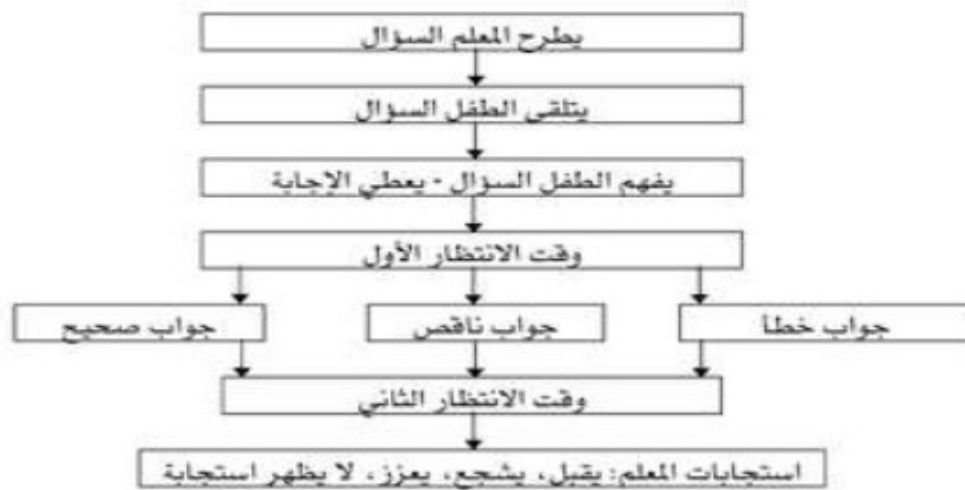 يطرح المعلم السؤال
يتلقى الطفل السؤال
يفهم الطفل السؤال - يعطي الإجابة
وقت الانتظار الأول
جواب خطأ
جواب ناقص
جواب صحيح
وقت الانتظار الثاني
استجابات المعلم: يقبل، يشجع، يعزز، لا يظهر استجابة